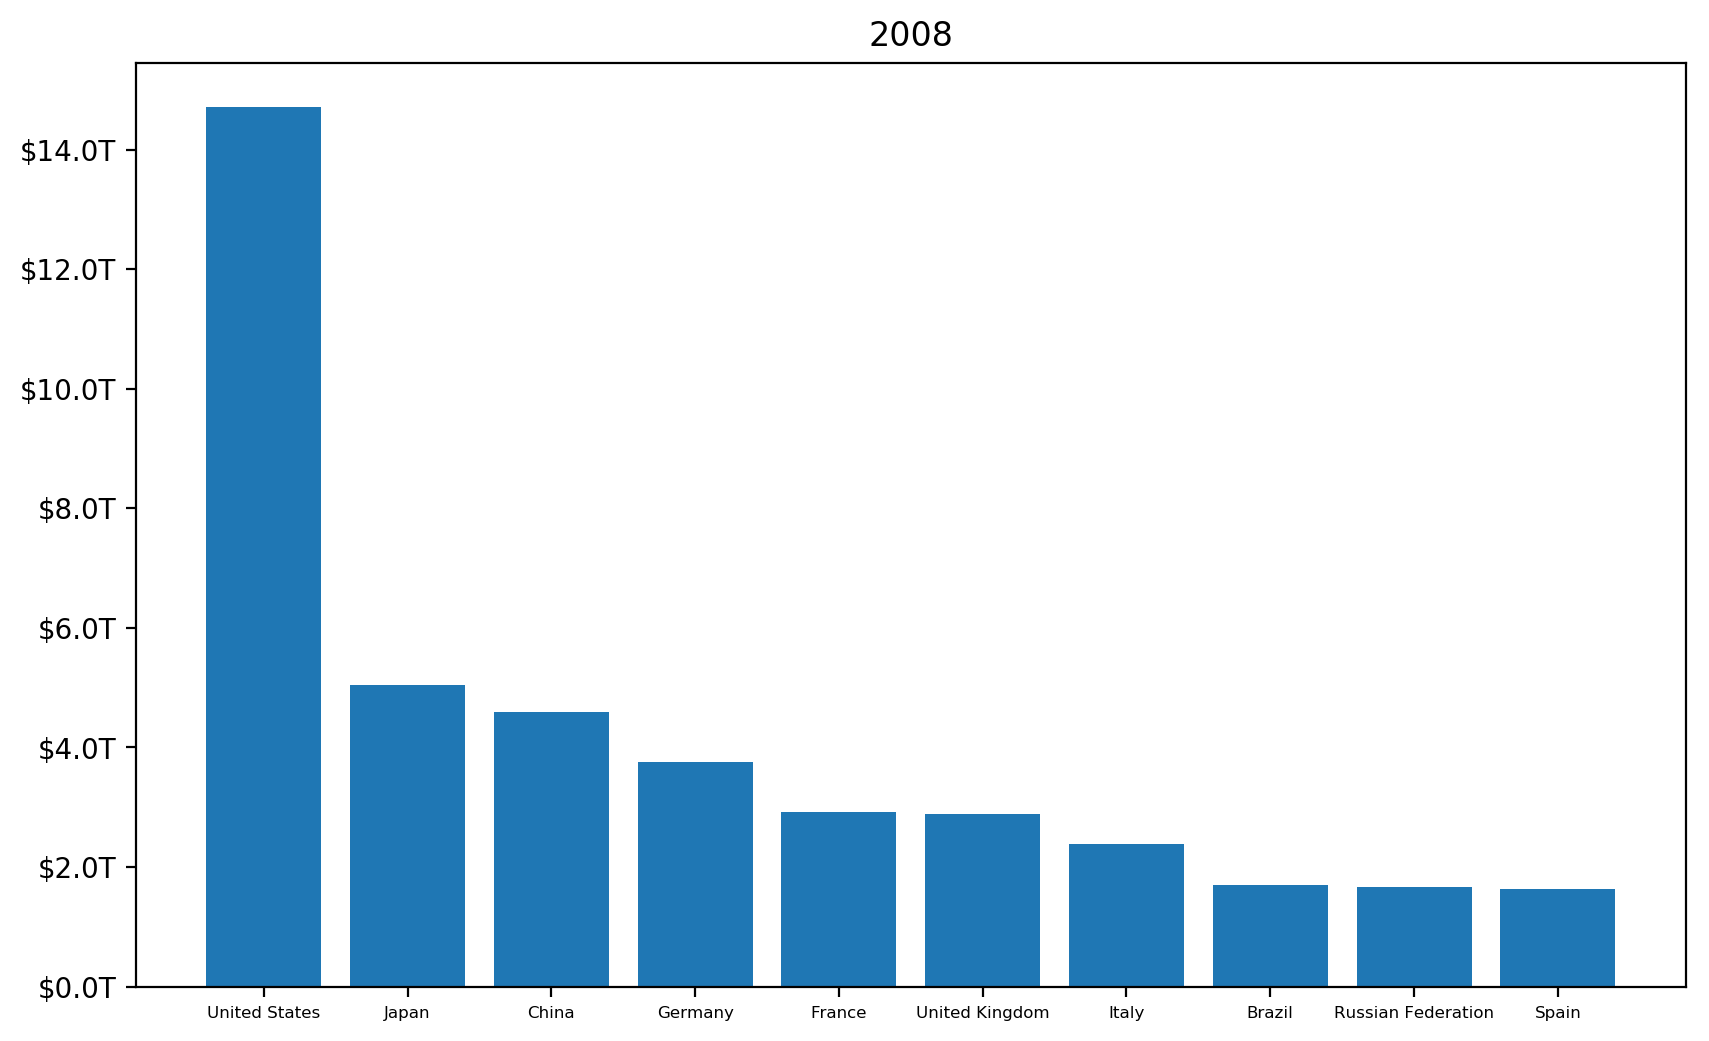 2008
$14.0T
$12.0T
$10.0T
$8.0T
$6.0T
$4.0T
$2.0T
$0.0T
United States Japan China Germany France United Kingdom Italy Brazil Russian Federation Spain